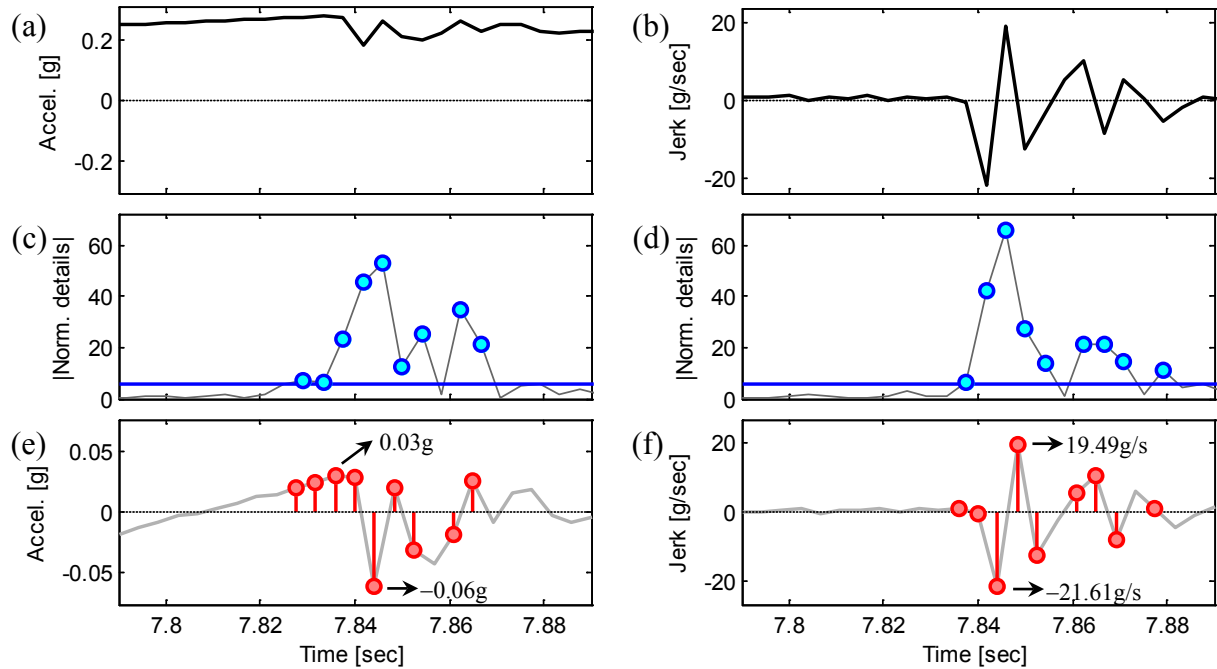 (a)
Accel. [g]
0.2
0
-0.2
(b)
Jerk [g/sec]
20
0
-20
(c)
|Norm. details|
60
40
20
0
(d)
|Norm. details|
60
40
20
0
(e)
Accel. [g]
0.05
0
-0.05
0.03g
−0.06g
7.8 7.82 7.84 7.86 7.88
Time [sec]
(f)
Jerk [g/sec]
20
0
-20
19.49g/s
−21.61g/s
7.8 7.82 7.84 7.86 7.88
Time [sec]